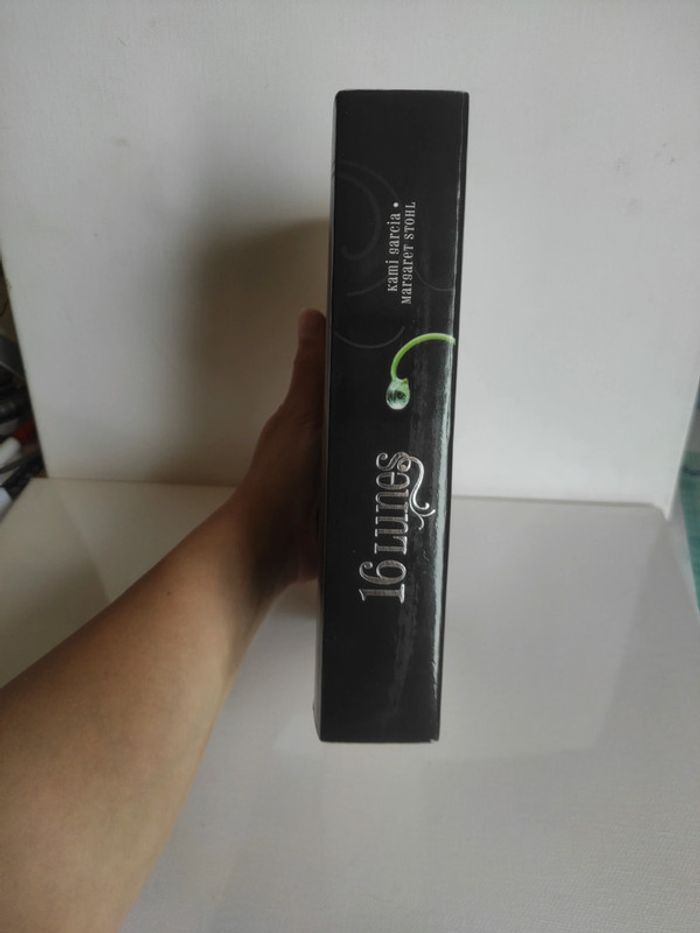 16 LUNES
Kami Garcia •
Margaret STOHL